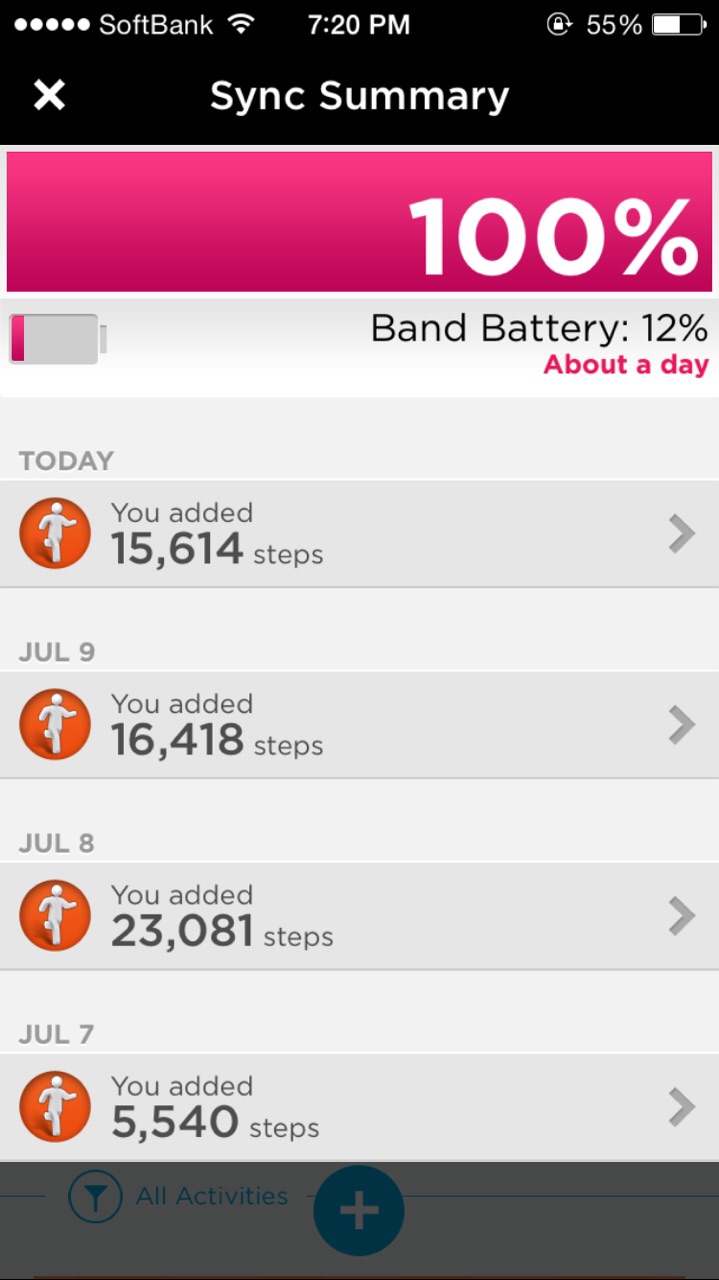 SoftBank 7:20 PM 55%
Sync Summary
100%
Band Battery: 12%
About a day
TODAY
You added
15,614 steps
JUL 9
You added
16,418 steps
JUL 8
You added
23,081 steps
JUL 7
You added
5,540 steps
All Activities